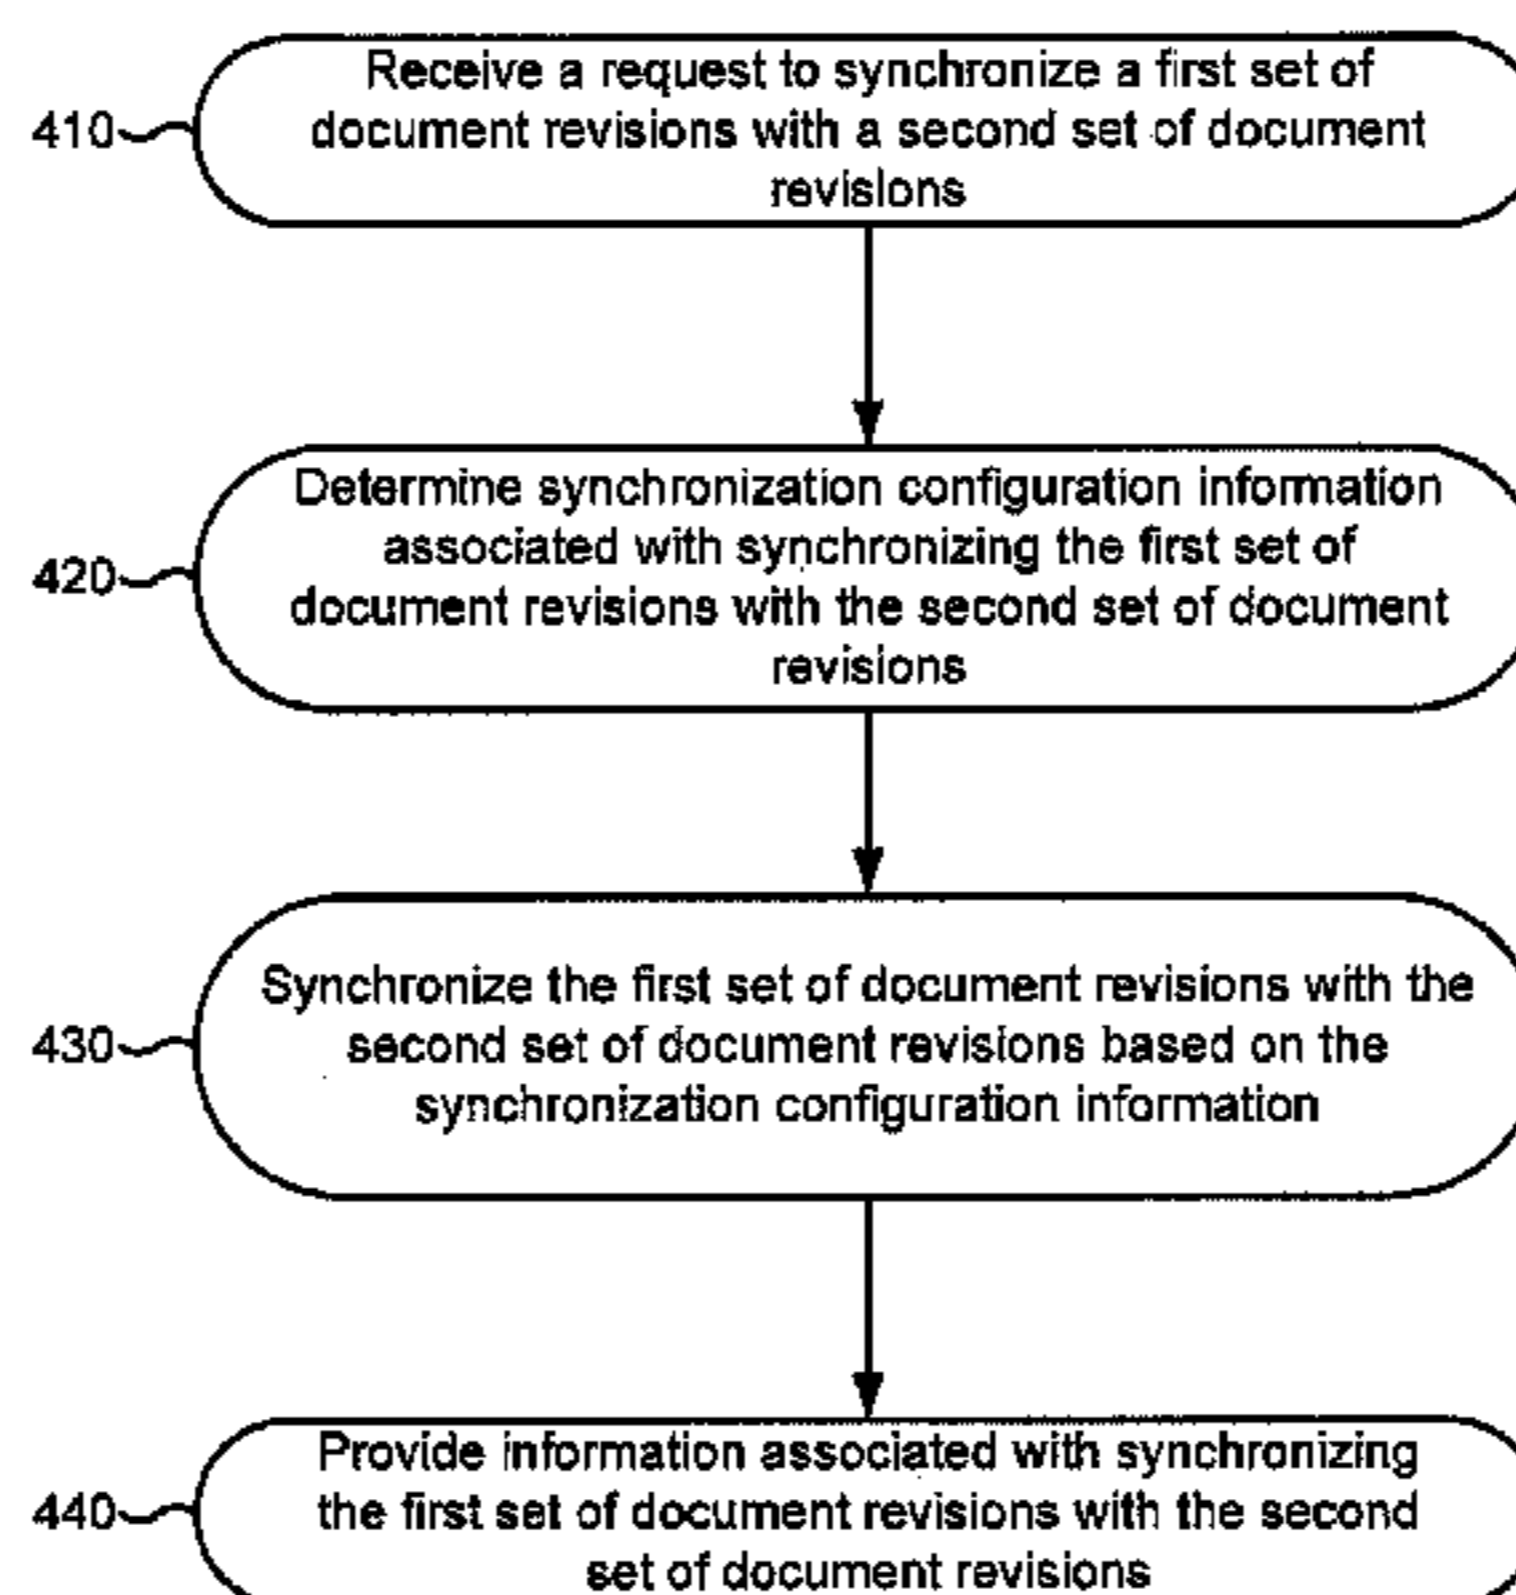 410
Receive a request to synchronize a first set of
document revisions with a second set of document
revisions
420
Determine synchronization configuration information
associated with synchronizing the first set of
document revisions with the second set of document
revisions
430
Synchronize the first set of document revisions with the
second set of document revisions based on the
synchronization configuration information
440
Provide information associated with synchronizing
the first set of document revisions with the second
set of document revisions